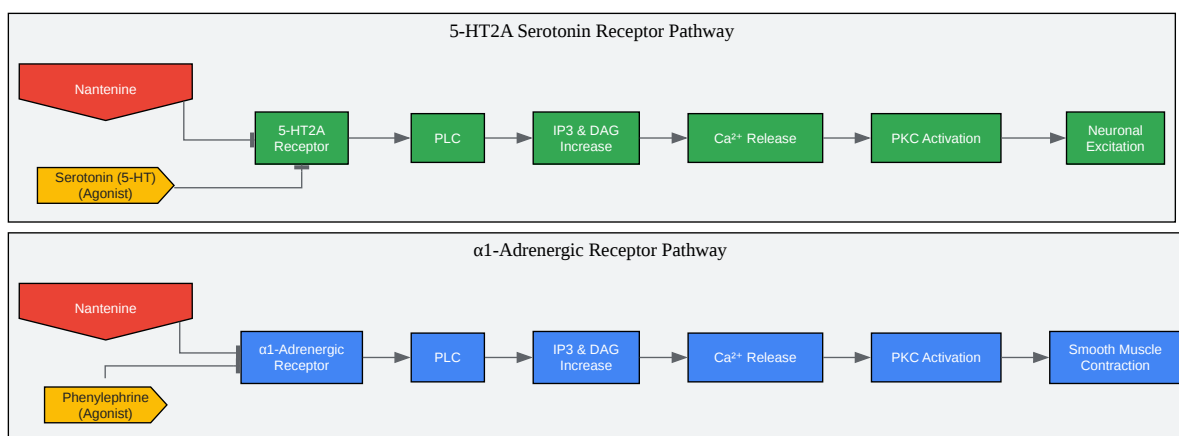 5-HT2A Serotonin Receptor Pathway
Nantenine
5-HT2A
Receptor
PLC
IP3 & DAG
Increase
Ca²⁺ Release
PKC Activation
Neuronal
Excitation
Serotonin (5-HT)
(Agonist)
α1-Adrenergic Receptor Pathway
Nantenine
α1-Adrenergic
Receptor
PLC
IP3 & DAG
Increase
Ca²⁺ Release
PKC Activation
Smooth Muscle
Contraction
Phenylephrine
(Agonist)